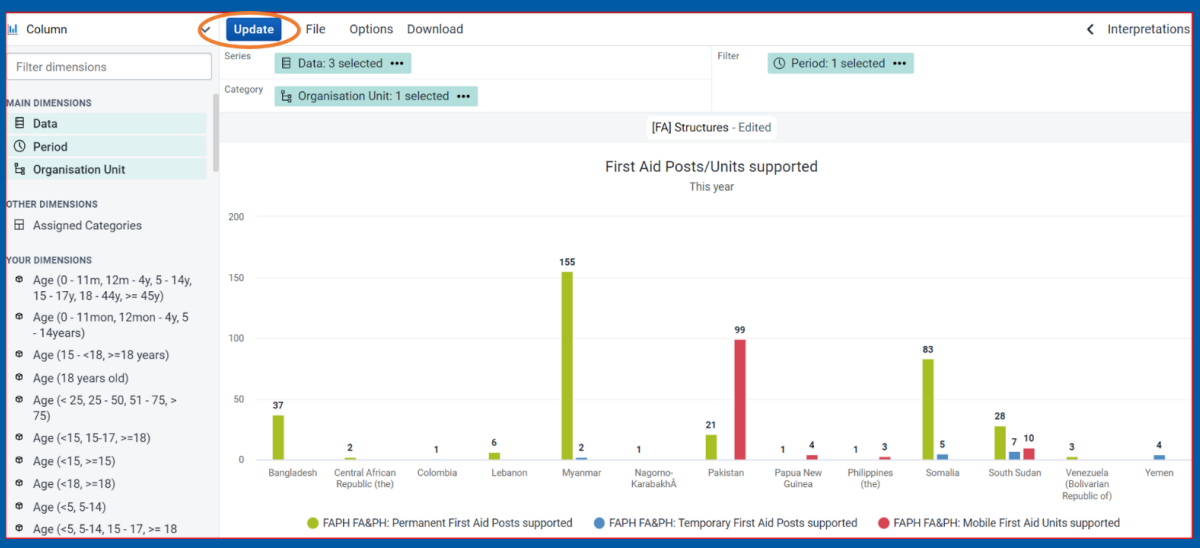 Column
Update
File
Options
Download
Interpretations
Filter dimensions
Series
Data: 3 selected •••
Filter
Period: 1 selected •••
Category
Organisation Unit: 1 selected •••
MAIN DIMENSIONS
Data
Period
Organisation Unit
OTHER DIMENSIONS
Assigned Categories
YOUR DIMENSIONS
Age (0 - 11m, 12m - 4y, 5 - 14y,
15 - 17y, 18 - 44y, >= 45y)
Age (0 - 11mon, 12mon - 4y, 5
- 14years)
Age (15 - <18, >=18 years)
Age (18 years old)
Age (< 25, 25 - 50, 51 - 75, >
75)
Age (<15, 15-17, >=18)
Age (<15, >=15)
Age (<18, >=18)
Age (<5, 5-14)
Age (<5, 5-14, 15 - 17, >= 18
[FA] Structures - Edited
First Aid Posts/Units supported
This year
200
150
100
50
0
37
2
1
6
155
2
1
21
99
1
4
1
3
83
5
28
7
10
3
4
Bangladesh
Central African
Republic (the)
Colombia
Lebanon
Myanmar
Nagorno-
KarabakhÂ
Pakistan
Papua New
Guinea
Philippines
(the)
Somalia
South Sudan
Venezuela
(Bolivarian
Republic of)
Yemen
FAPH FA&PH: Permanent First Aid Posts supported
FAPH FA&PH: Temporary First Aid Posts supported
FAPH FA&PH: Mobile First Aid Units supported